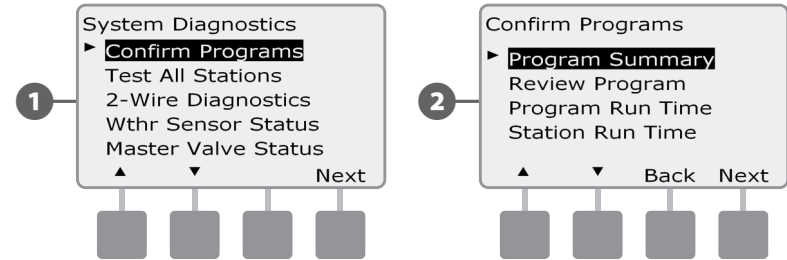 System Diagnostics
► Confirm Programs
Test All Stations
2-Wire Diagnostics
Wthr Sensor Status
Master Valve Status
▲ ▼ Next
1
Confirm Programs
► Program Summary
Review Program
Program Run Time
Station Run Time
▲ ▼ Back Next
2